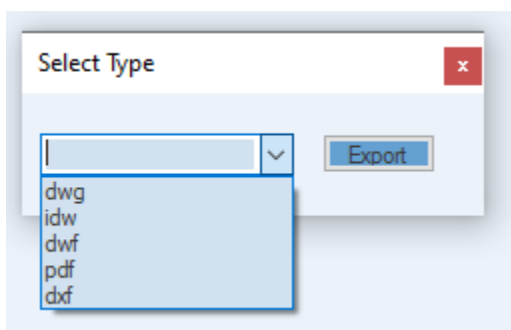 Select Type
x
Export
dwg
idw
dwf
pdf
dxf